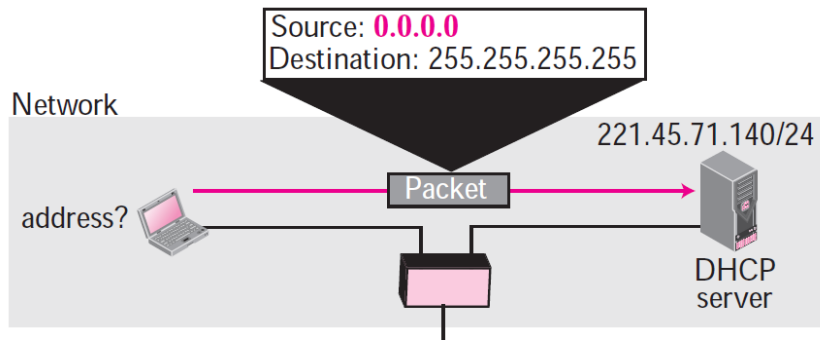 Source: 0.0.0.0
Destination: 255.255.255.255
Network
221.45.71.140/24
Packet
address?
DHCP
server